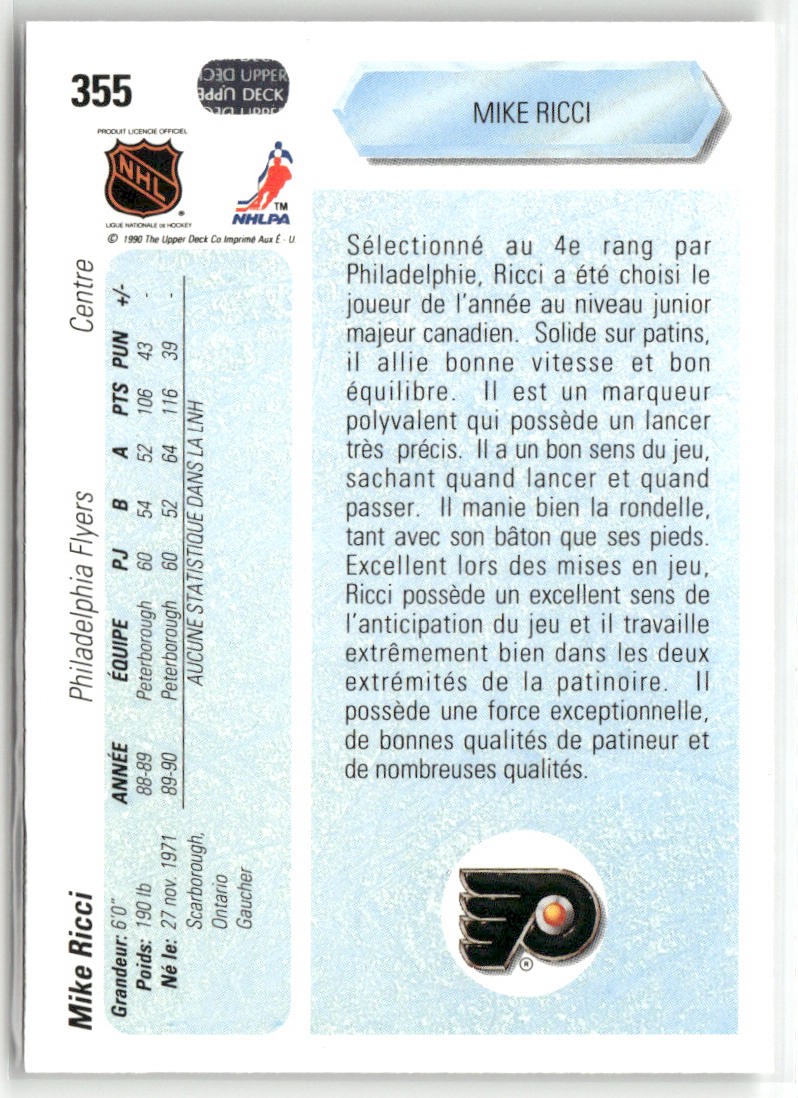 355
UPPER DECK
UPPER DECK
MIKE RICCI
PRODUIT LICENCIE OFFICIEL
NHL
®
LIGUE NATIONALE DE HOCKEY
TM
NHLPA
© 1990 The Upper Deck Co Imprimé Aux É - U.
Sélectionné au 4e rang par
Philadelphie, Ricci a été choisi le
joueur de l'année au niveau junior
majeur canadien. Solide sur patins,
il allie bonne vitesse et bon
équilibre. Il est un marqueur
polyvalent qui possède un lancer
très précis. Il a un bon sens du jeu,
sachant quand lancer et quand
passer. Il manie bien la rondelle,
tant avec son bâton que ses pieds.
Excellent lors des mises en jeu,
Ricci possède un excellent sens de
l'anticipation du jeu et il travaille
extrêmement bien dans les deux
extrémités de la patinoire. Il
possède une force exceptionnelle,
de bonnes qualités de patineur et
de nombreuses qualités.
®
Mike Ricci Philadelphia Flyers Centre
Grandeur: 6'0"
Poids: 190 lb
Né le: 27 nov. 1971
Scarborough,
Ontario
Gaucher
ANNÉE ÉQUIPE PJ B A PTS PUN +/-
88-89 Peterborough 60 54 52 106 43 -
89-90 Peterborough 60 52 64 116 39 -
AUCUNE STATISTIQUE DANS LA LNH